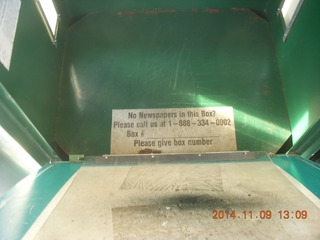 No Newspapers in this Box?
Please call us at 1-888-334-0002
Box #
Please give box number
2014.11.09 13:09